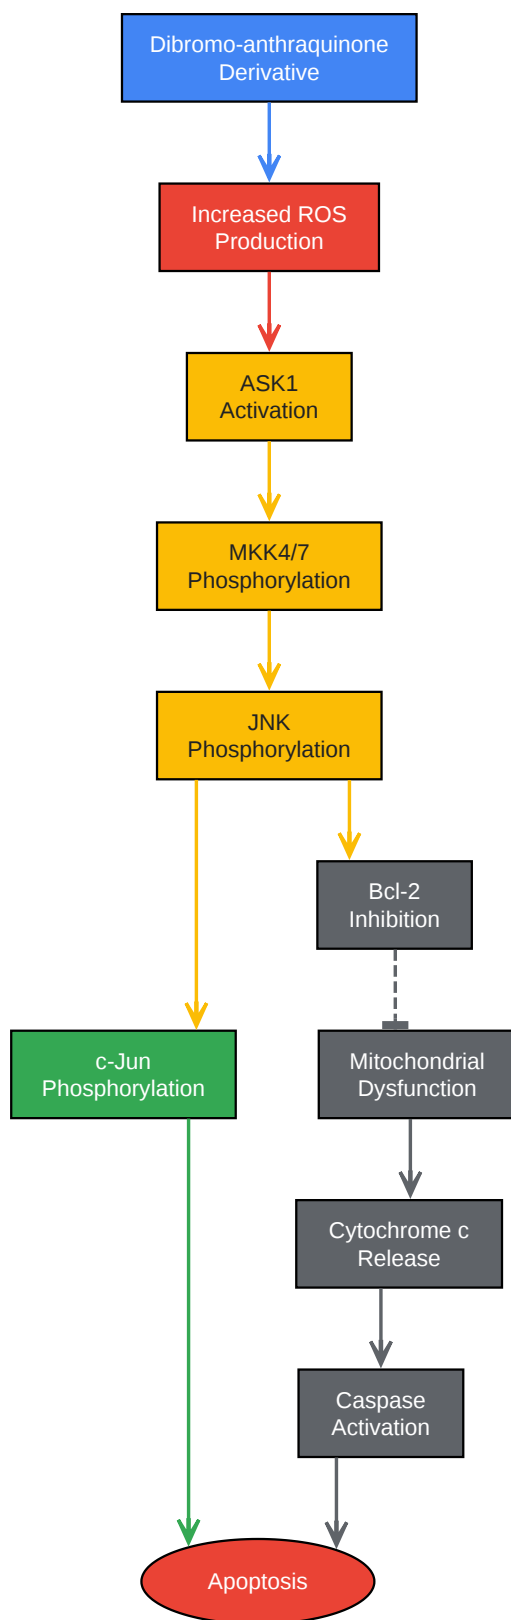 Dibromo-anthraquinone
Derivative
Increased ROS
Production
ASK1
Activation
MKK4/7
Phosphorylation
JNK
Phosphorylation
Bcl-2
Inhibition
c-Jun
Phosphorylation
Mitochondrial
Dysfunction
Cytochrome c
Release
Caspase
Activation
Apoptosis